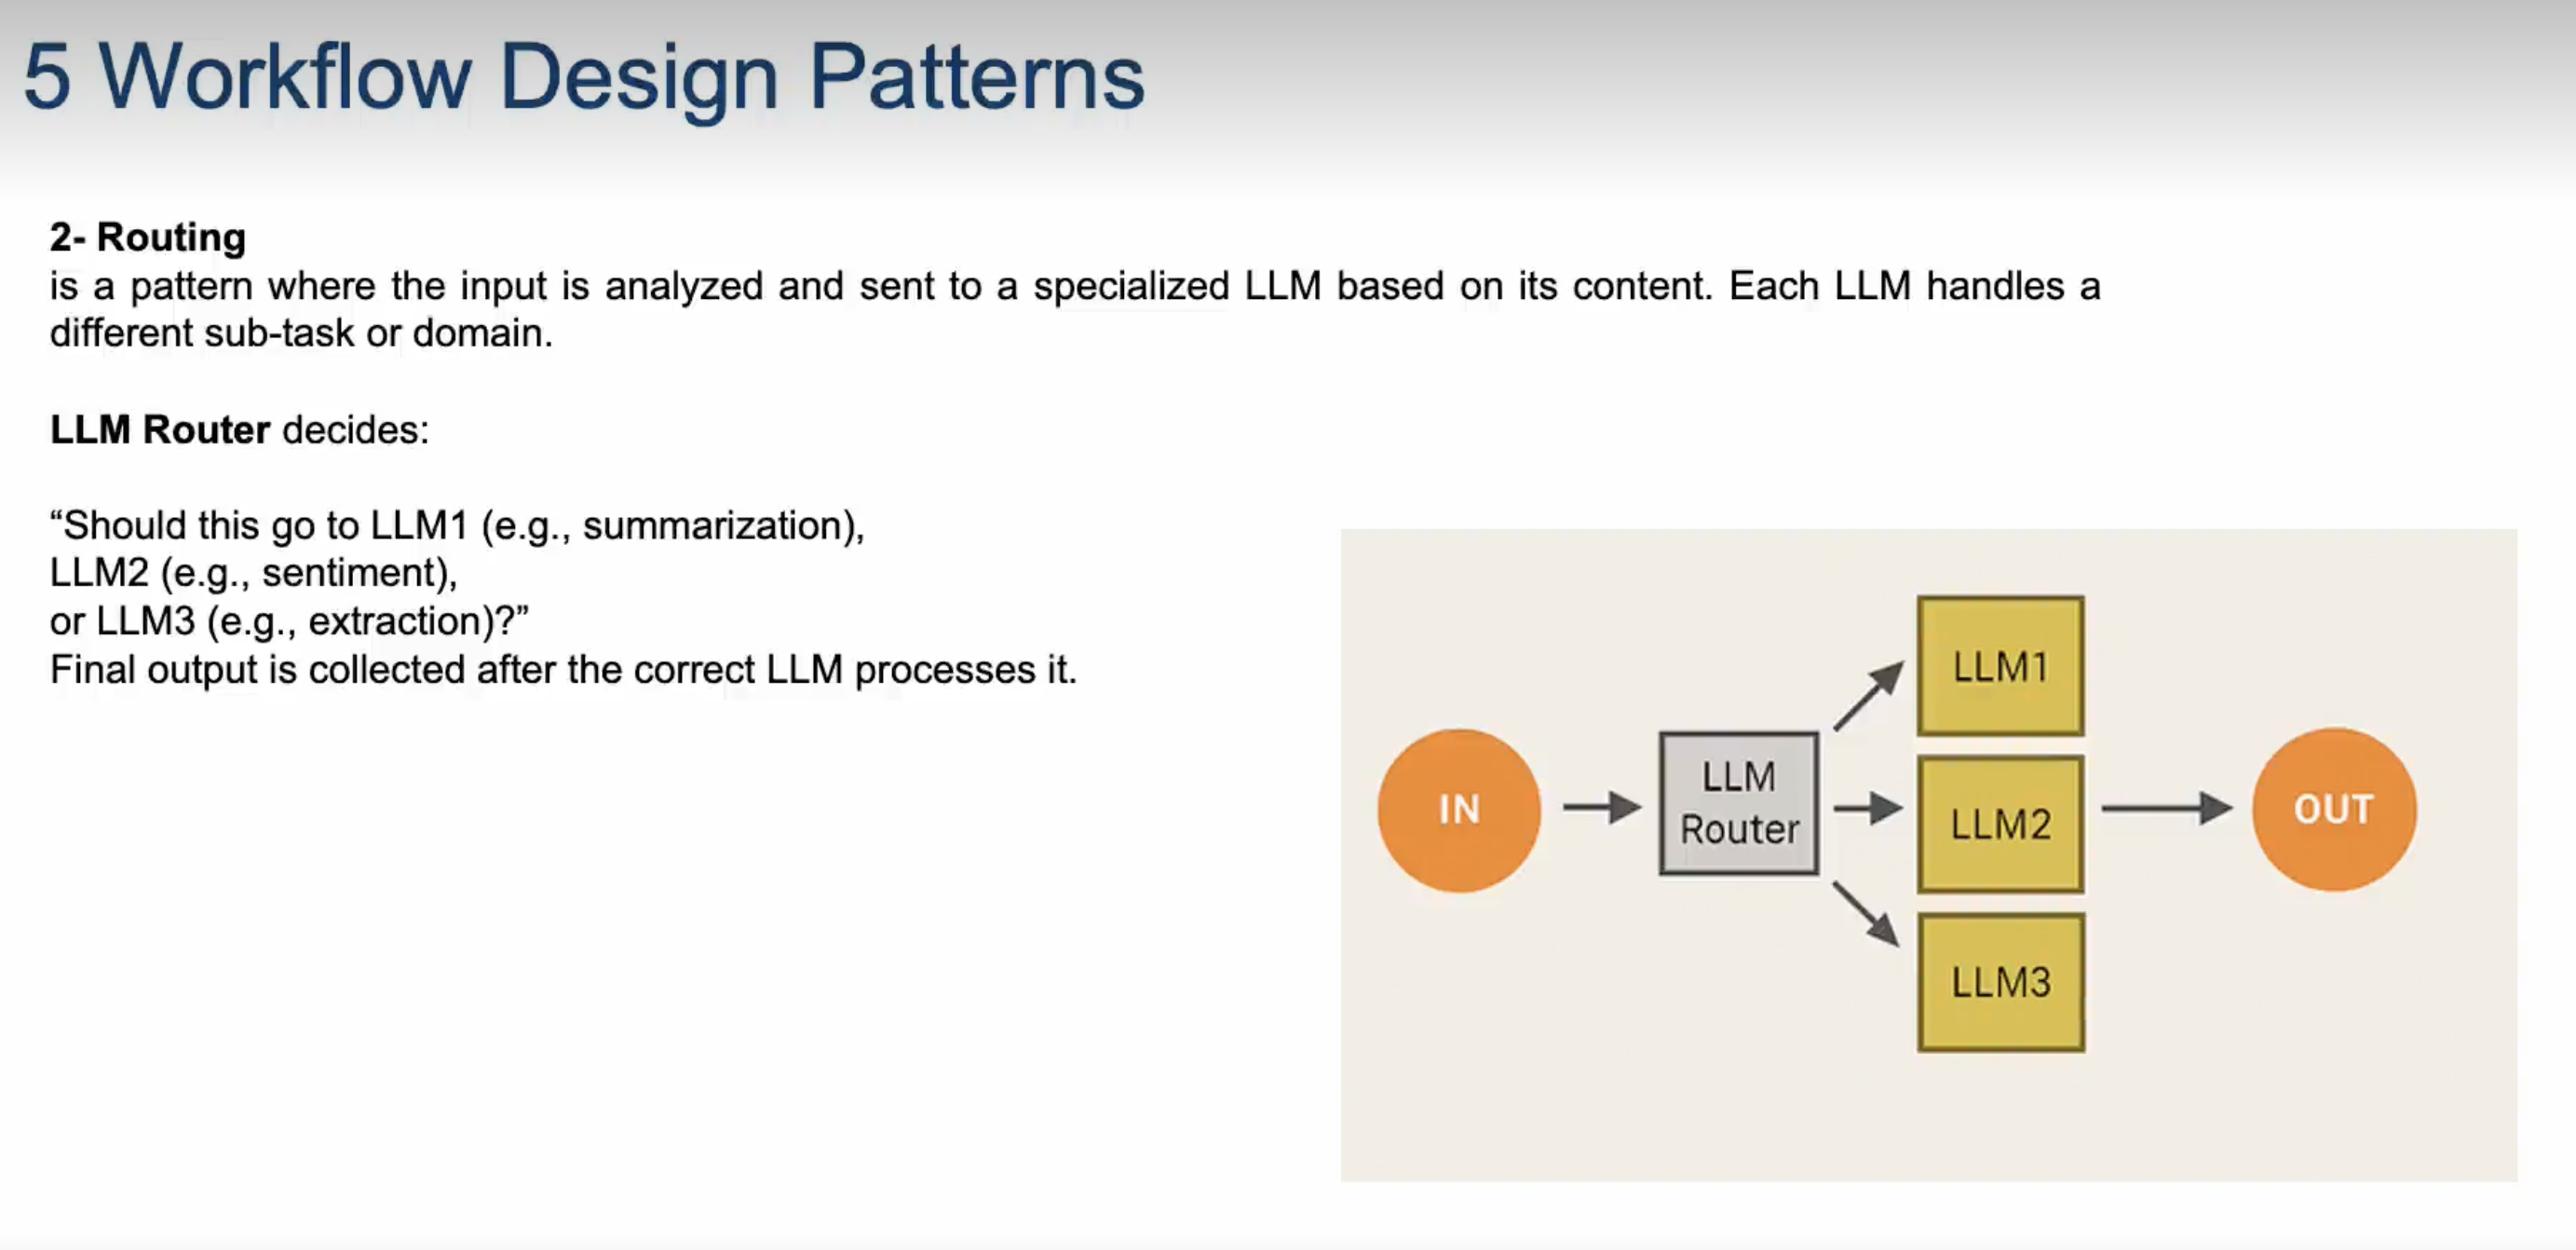 5 Workflow Design Patterns
2- Routing
is a pattern where the input is analyzed and sent to a specialized LLM based on its content. Each LLM handles a
different sub-task or domain.
LLM Router decides:
“Should this go to LLM1 (e.g., summarization),
LLM2 (e.g., sentiment),
or LLM3 (e.g., extraction)?”
Final output is collected after the correct LLM processes it.
IN
LLM
Router
LLM1
LLM2
LLM3
OUT